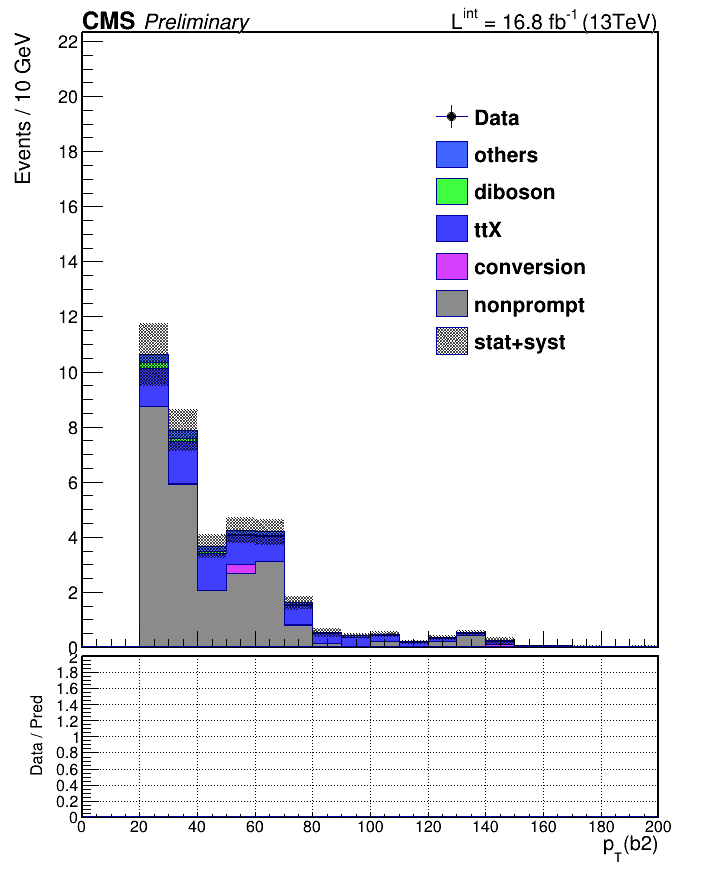 CMS Preliminary L^int = 16.8 fb^-1 (13TeV)
Events / 10 GeV
22
20
18
16
14
12
10
8
6
4
2
0
Data
others
diboson
ttX
conversion
nonprompt
stat+syst
Data / Pred
2
1.8
1.6
1.4
1.2
1
0.8
0.6
0.4
0.2
0
0 20 40 60 80 100 120 140 160 180 200
p_T(b2)